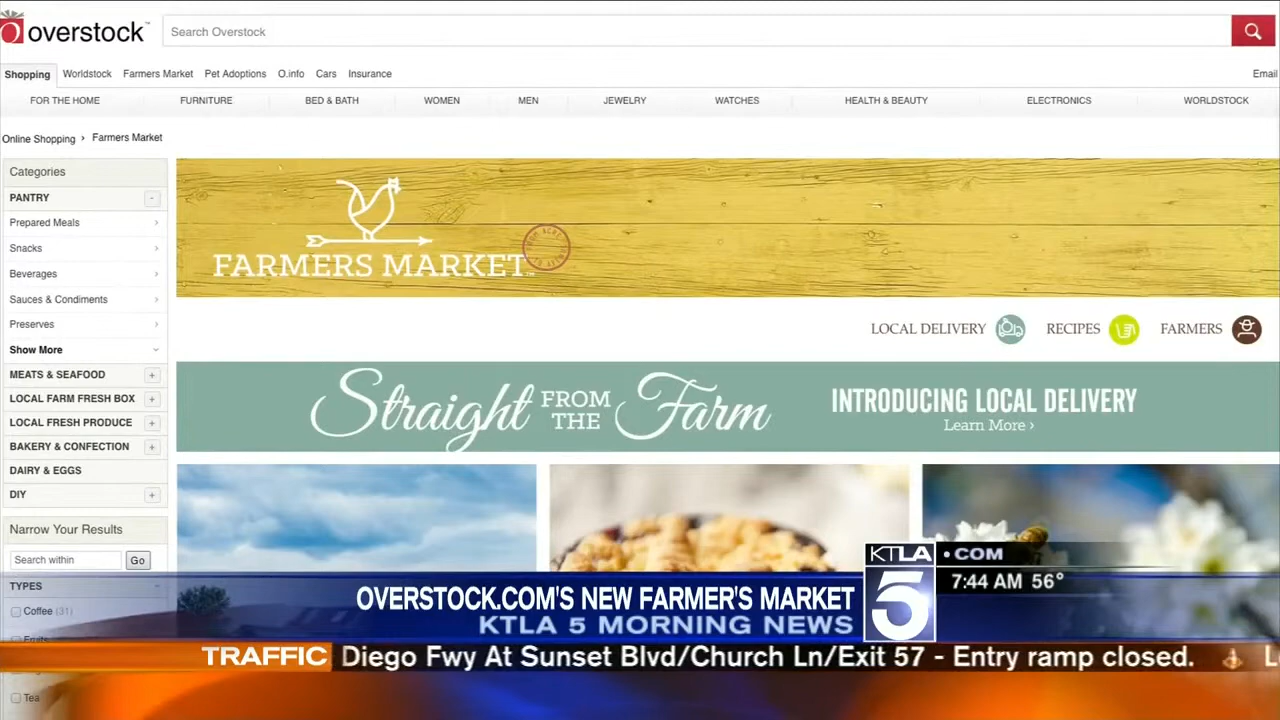 overstock™
Search Overstock
Shopping Worldstock Farmers Market Pet Adoptions O.info Cars Insurance Email
FOR THE HOME FURNITURE BED & BATH WOMEN MEN JEWELRY WATCHES HEALTH & BEAUTY ELECTRONICS WORLDSTOCK
Online Shopping › Farmers Market
Categories
PANTRY -
Prepared Meals ›
Snacks ›
Beverages ›
Sauces & Condiments ›
Preserves ›
Show More
MEATS & SEAFOOD +
LOCAL FARM FRESH BOX +
LOCAL FRESH PRODUCE +
BAKERY & CONFECTION +
DAIRY & EGGS
DIY +
Narrow Your Results
Search within Go
TYPES
Coffee (31)
Fruits
Tea
FARMERS MARKET™
LOCAL DELIVERY RECIPES FARMERS
Straight FROM THE Farm
INTRODUCING LOCAL DELIVERY
Learn More ›
OVERSTOCK.COM'S NEW FARMER'S MARKET
KTLA 5 MORNING NEWS
KTLA 5
•COM
7:44 AM 56°
TRAFFIC Diego Fwy At Sunset Blvd/Church Ln/Exit 57 - Entry ramp closed.